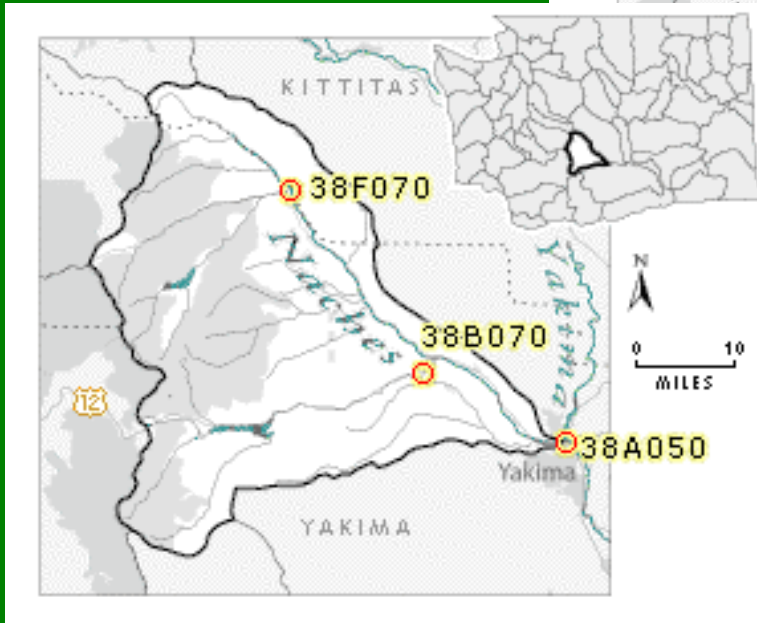 KITTITAS
38F070
Naches
Yakima
N
38B070
0 10
MILES
12
38A050
Yakima
YAKIMA